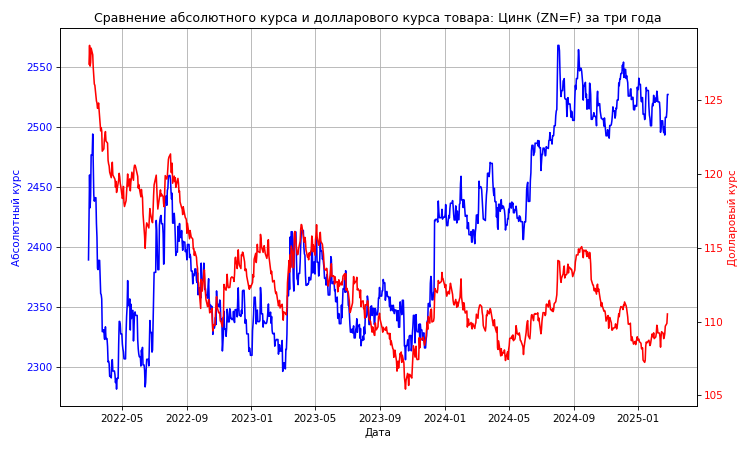 Сравнение абсолютного курса и долларового курса товара: Цинк (ZN=F) за три года
Абсолютный курс
2550
2500
2450
2400
2350
2300
125
120
115
110
105
Долларовый курс
2022-05 2022-09 2023-01 2023-05 2023-09 2024-01 2024-05 2024-09 2025-01
Дата